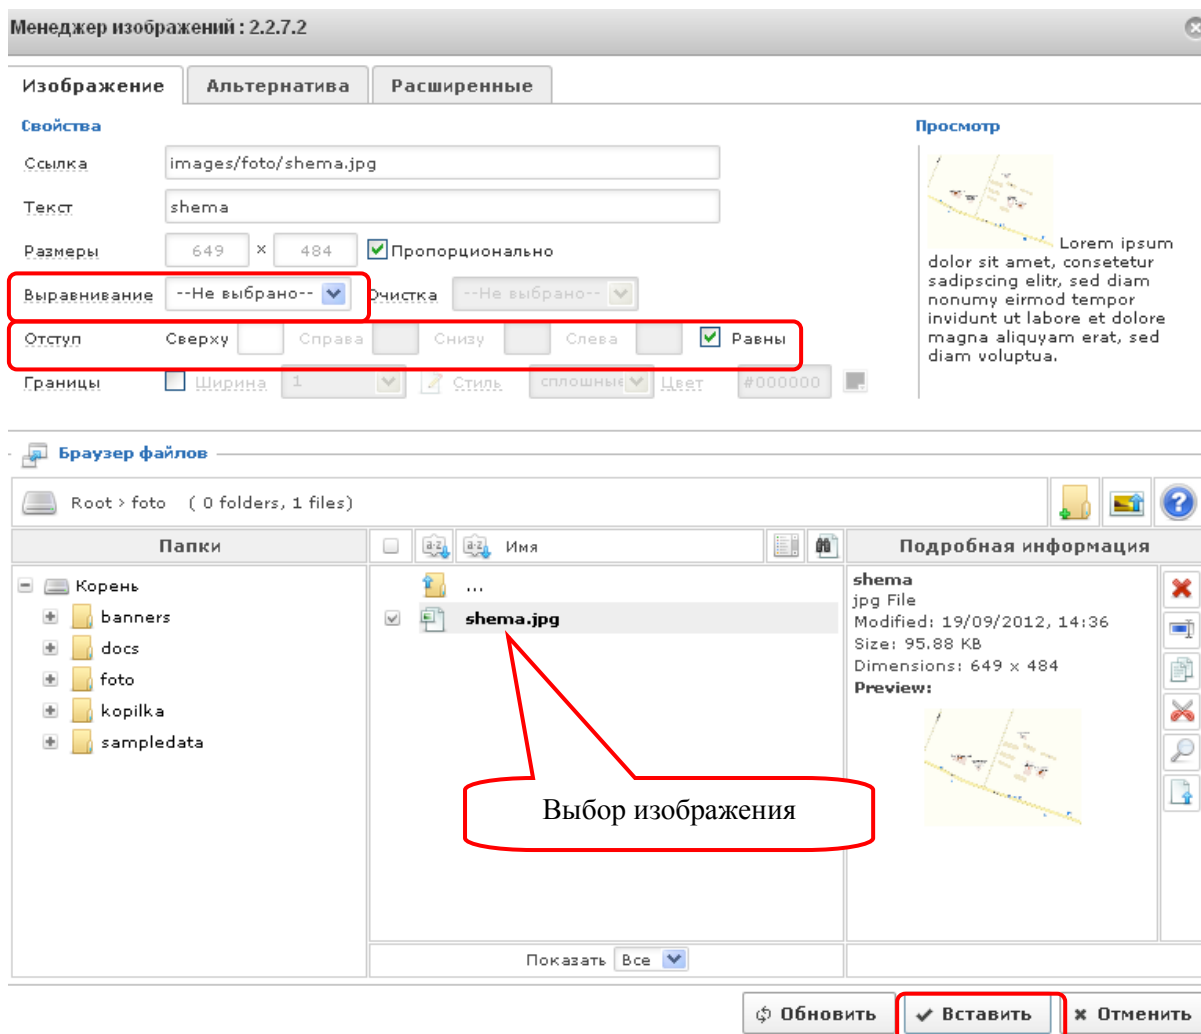 Менеджер изображений : 2.2.7.2
Изображение Альтернатива Расширенные
Свойства
Просмотр
Ссылка images/foto/shema.jpg
Текст shema
Размеры 649 × 484 Пропорционально
Выравнивание --Не выбрано-- Очистка --Не выбрано--
Отступ Сверху Справа Снизу Слева Равны
Границы Ширина 1 Стиль сплошные Цвет #000000
Lorem ipsum
dolor sit amet, consetetur
sadipscing elitr, sed diam
nonumy eirmod tempor
invidunt ut labore et dolore
magna aliquyam erat, sed
diam voluptua.
Браузер файлов
Root > foto ( 0 folders, 1 files)
Папки
Имя
Подробная информация
Корень
banners
docs
foto
kopilka
sampledata
...
shema.jpg
shema
jpg File
Modified: 19/09/2012, 14:36
Size: 95.88 KB
Dimensions: 649 x 484
Preview:
Выбор изображения
Показать Все
Обновить Вставить Отменить